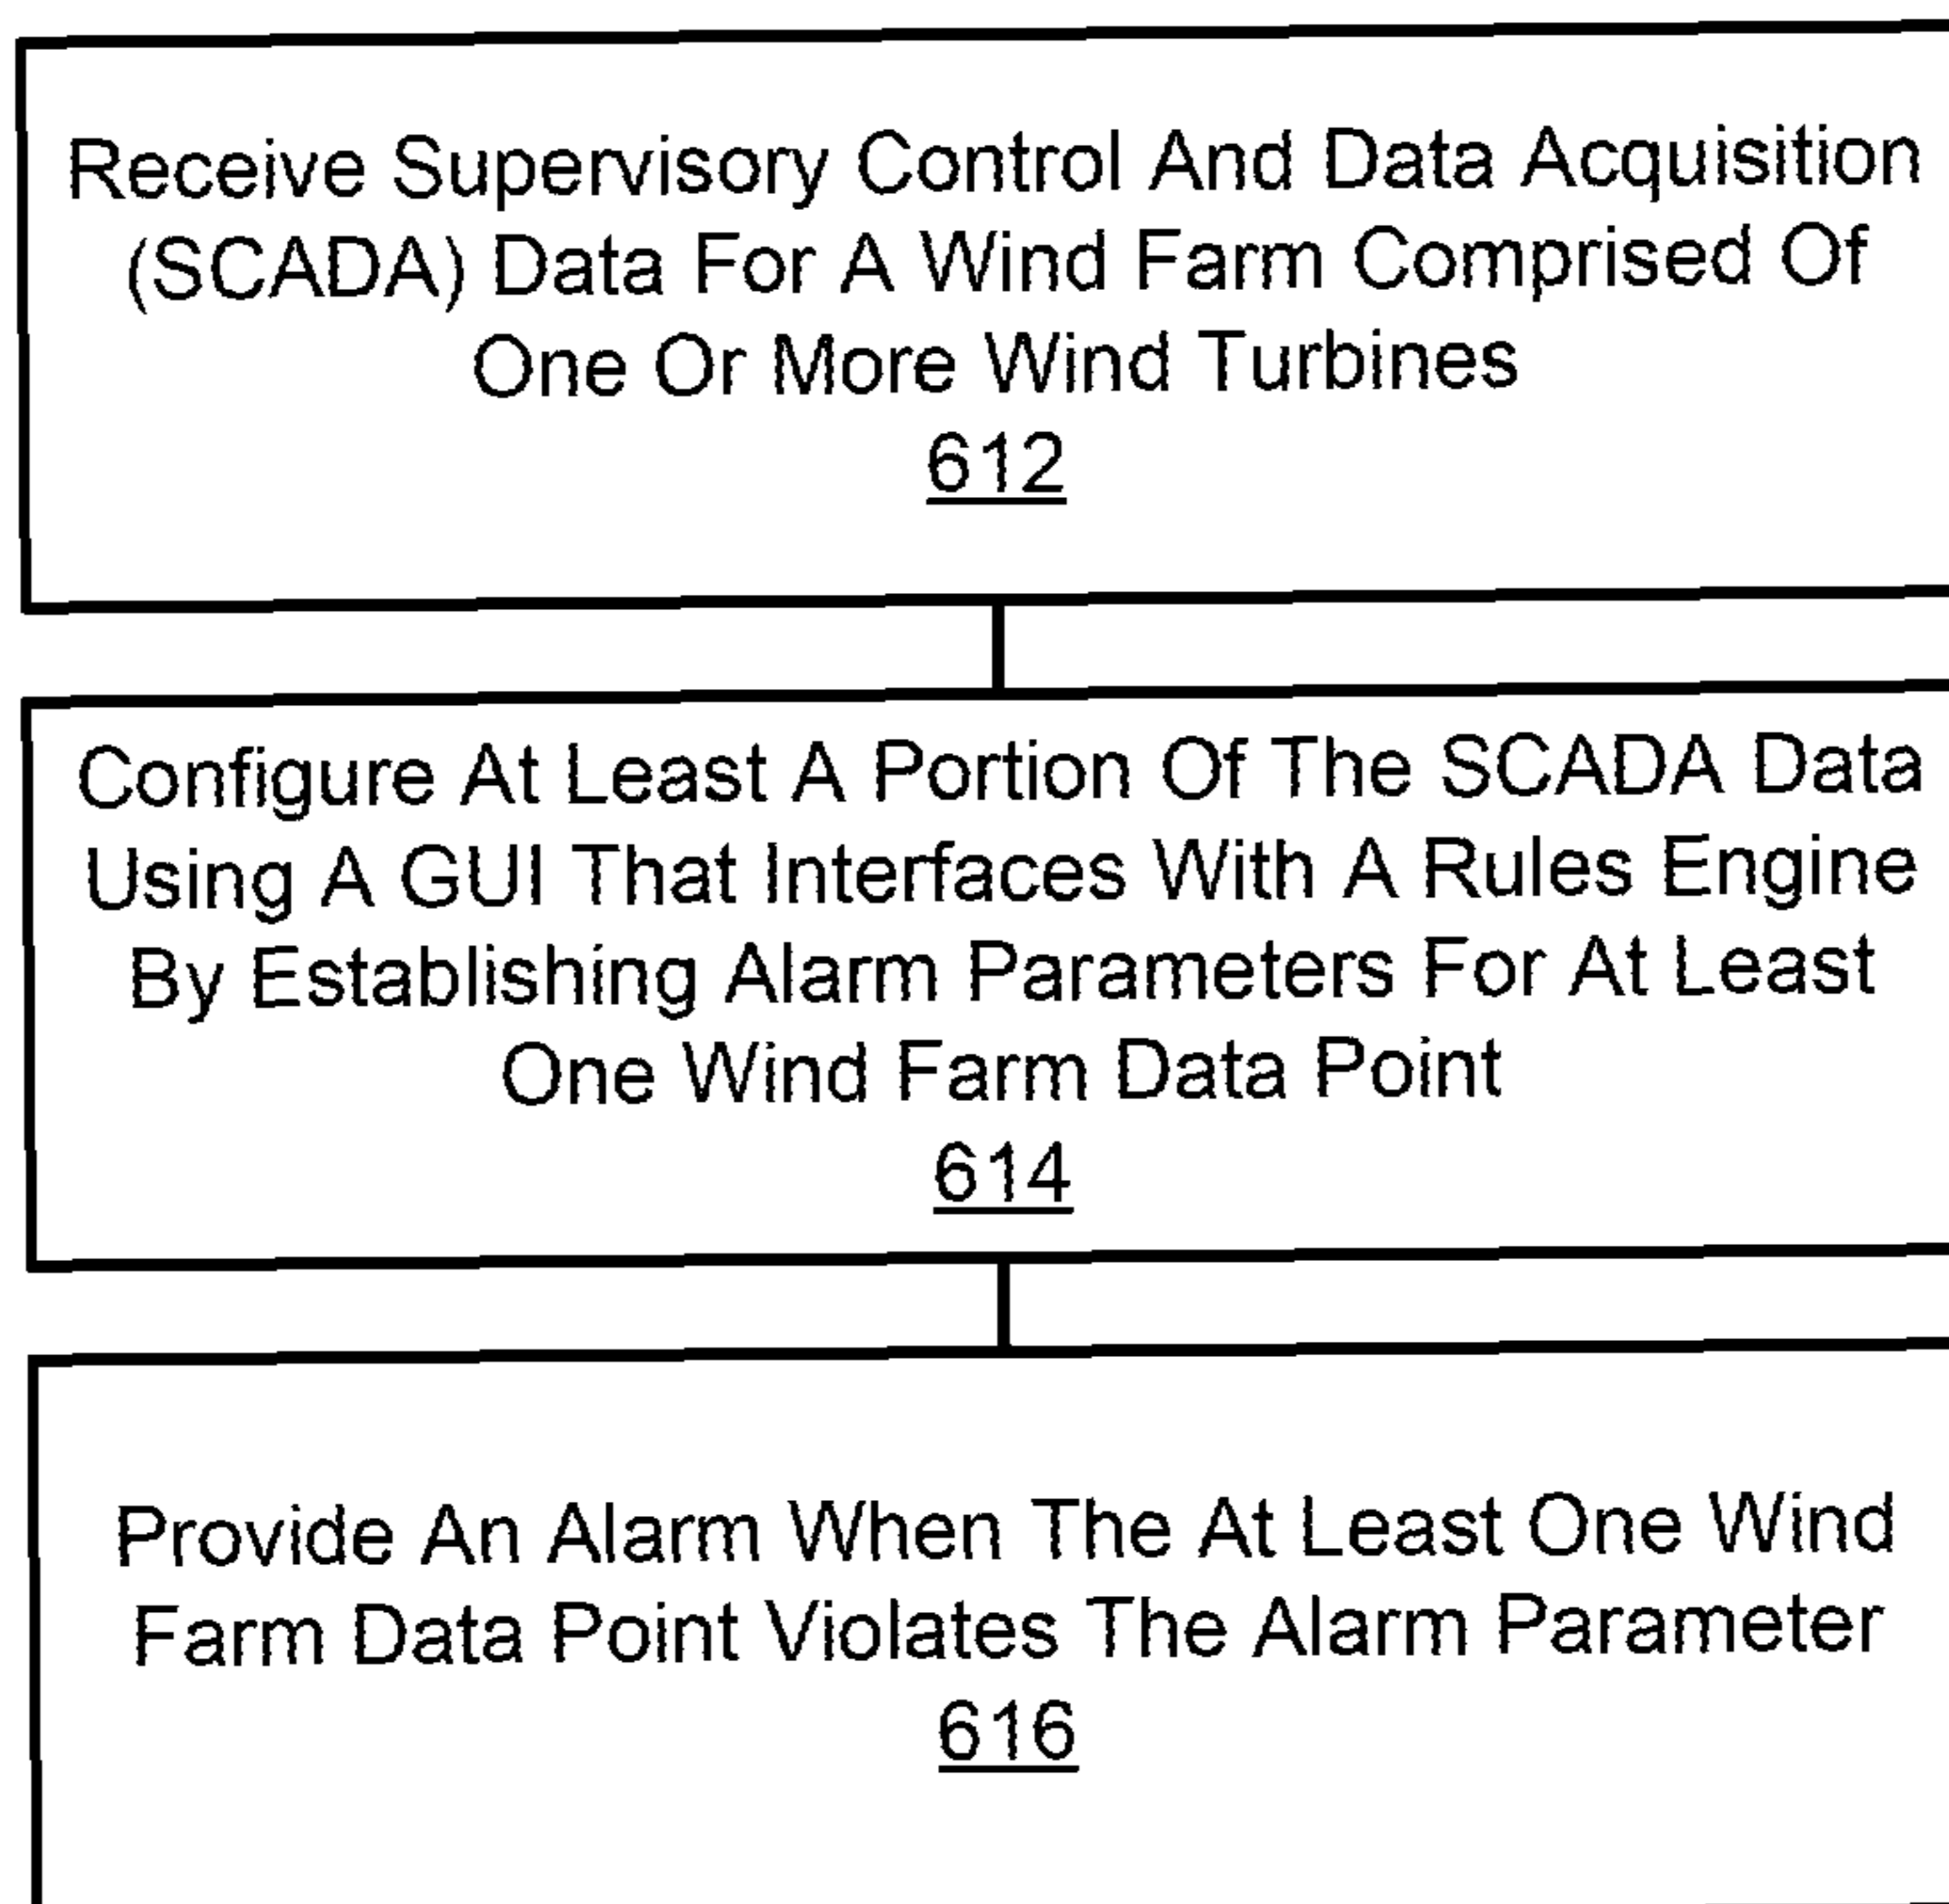 Receive Supervisory Control And Data Acquisition
(SCADA) Data For A Wind Farm Comprised Of
One Or More Wind Turbines
612
Configure At Least A Portion Of The SCADA Data
Using A GUI That Interfaces With A Rules Engine
By Establishing Alarm Parameters For At Least
One Wind Farm Data Point
614
Provide An Alarm When The At Least One Wind
Farm Data Point Violates The Alarm Parameter
616